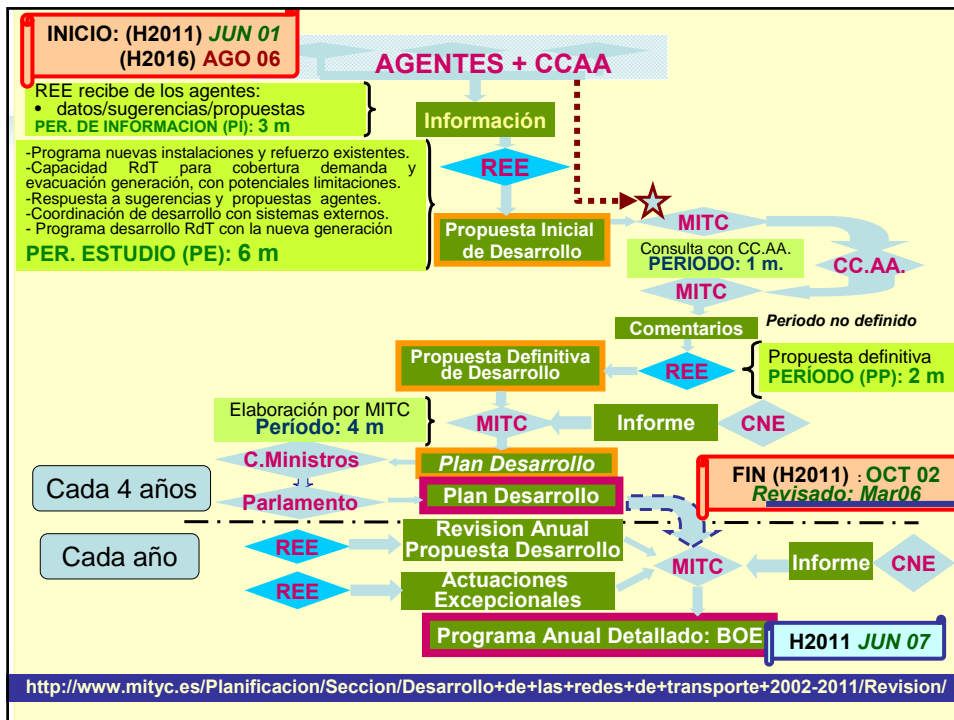 INICIO: (H2011) JUN 01
(H2016) AGO 06
AGENTES + CCAA
REE recibe de los agentes:
• datos/sugerencias/propuestas
PER. DE INFORMACION (PI): 3 m
Información
-Programa nuevas instalaciones y refuerzo existentes.
-Capacidad RdT para cobertura demanda y
evacuación generación, con potenciales limitaciones.
-Respuesta a sugerencias y propuestas agentes.
-Coordinación de desarrollo con sistemas externos.
- Programa desarrollo RdT con la nueva generación
PER. ESTUDIO (PE): 6 m
REE
Propuesta Inicial
de Desarrollo
MITC
Consulta con CC.AA.
PERIODO: 1 m.
CC.AA.
MITC
Comentarios
Periodo no definido
Propuesta Definitiva
de Desarrollo
REE
Propuesta definitiva
PERÍODO (PP): 2 m
Elaboración por MITC
Período: 4 m
MITC
Informe
CNE
C.Ministros
Plan Desarrollo
Cada 4 años
Parlamento
Plan Desarrollo
FIN (H2011) : OCT 02
Revisado: Mar06
Cada año
REE
Revision Anual
Propuesta Desarrollo
MITC
Informe
CNE
REE
Actuaciones
Excepcionales
Programa Anual Detallado: BOE
H2011 JUN 07
http://www.mityc.es/Planificacion/Seccion/Desarrollo+de+las+redes+de+transporte+2002-2011/Revision/